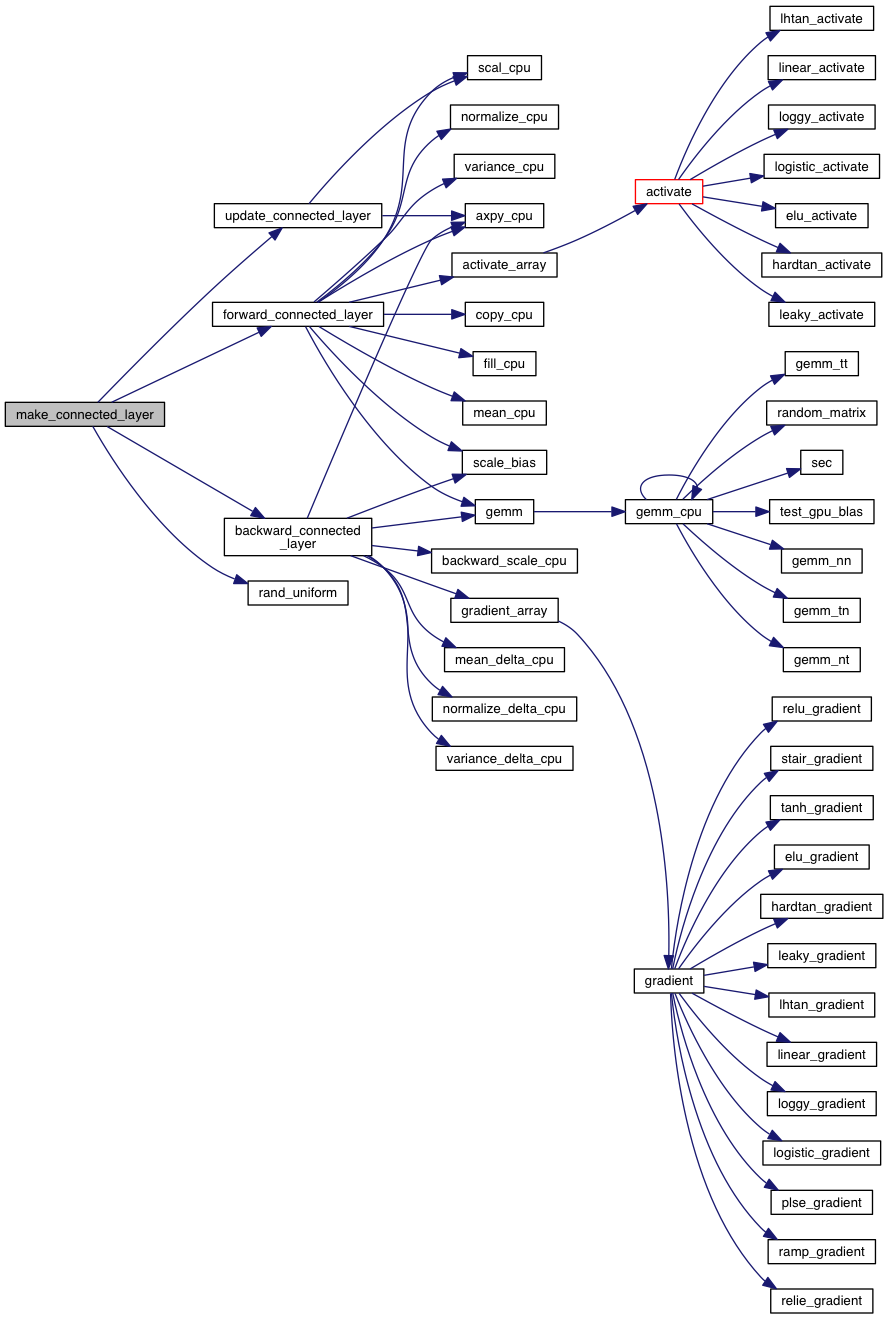 make_connected_layer
update_connected_layer
forward_connected_layer
backward_connected
_layer
rand_uniform
scal_cpu
normalize_cpu
variance_cpu
axpy_cpu
activate_array
copy_cpu
fill_cpu
mean_cpu
scale_bias
gemm
backward_scale_cpu
gradient_array
mean_delta_cpu
normalize_delta_cpu
variance_delta_cpu
activate
gemm_cpu
gradient
lhtan_activate
linear_activate
loggy_activate
logistic_activate
elu_activate
hardtan_activate
leaky_activate
gemm_tt
random_matrix
sec
test_gpu_blas
gemm_nn
gemm_tn
gemm_nt
relu_gradient
stair_gradient
tanh_gradient
elu_gradient
hardtan_gradient
leaky_gradient
lhtan_gradient
linear_gradient
loggy_gradient
logistic_gradient
plse_gradient
ramp_gradient
relie_gradient